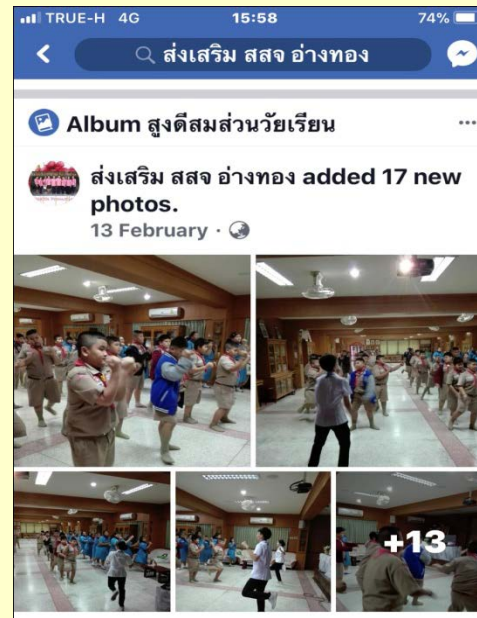 TRUE-H 4G 15:58 74%
ส่งเสริม สสจ อ่างทอง
Album สูงดีสมส่วนวัยเรียน
ส่งเสริม สสจ อ่างทอง added 17 new
photos.
13 February ·
+13